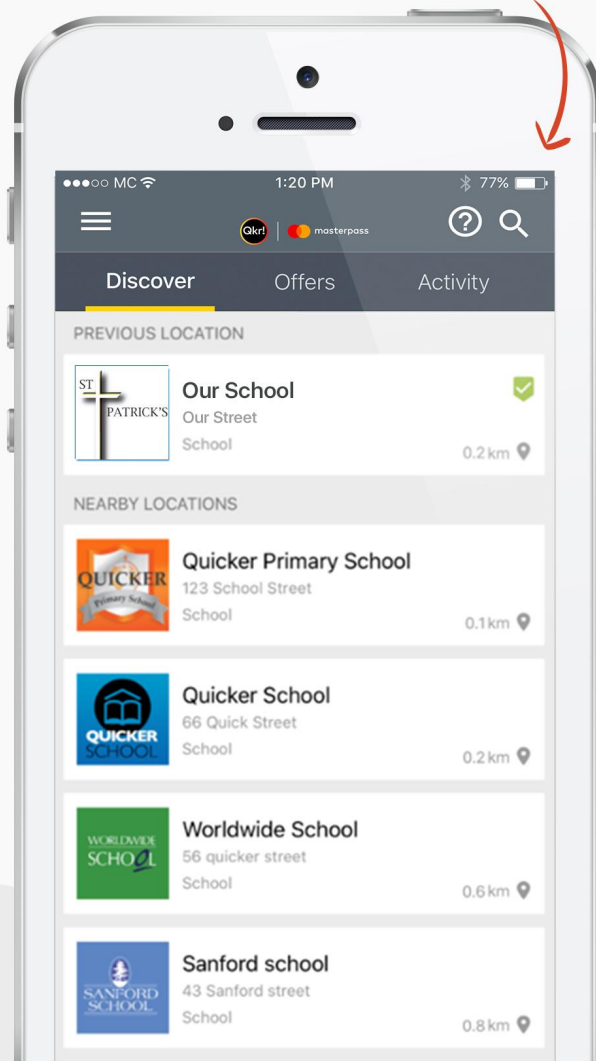 MC
1:20 PM
77%
Qkr! | masterpass
Discover
Offers
Activity
PREVIOUS LOCATION
ST
PATRICK'S
Our School
Our Street
School
0.2 km
NEARBY LOCATIONS
QUICKER
Primary School
Quicker Primary School
123 School Street
School
0.1 km
QUICKER
SCHOOL
Quicker School
66 Quick Street
School
0.2 km
WORLDWIDE
SCHOOL
Worldwide School
56 quicker street
School
0.6 km
SANFORD
SCHOOL
Sanford school
43 Sanford street
School
0.8 km